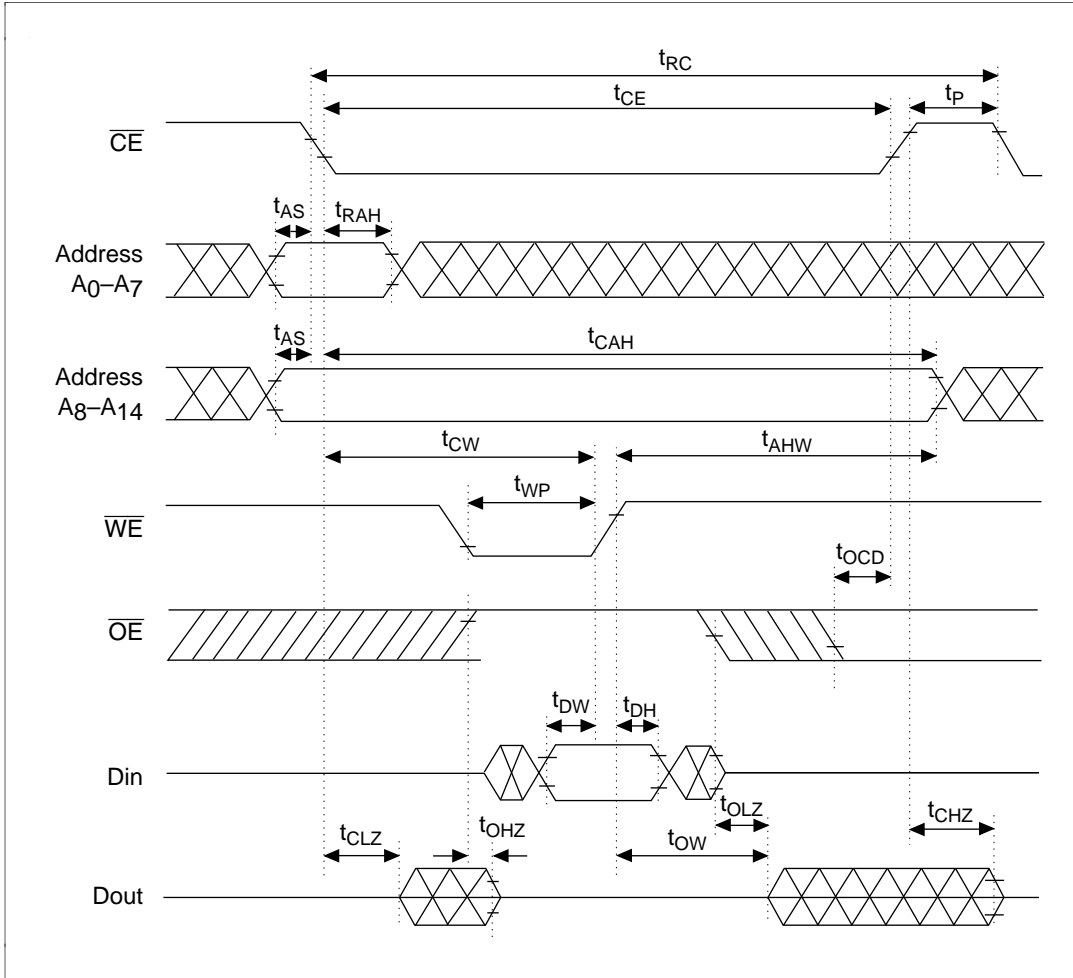 tRC
tCE
tP
CE
tAS
tRAH
Address
A0–A7
tAS
tCAH
Address
A8–A14
tCW
tAHW
tWP
WE
tOCD
OE
tDW
tDH
Din
tOLZ
tCHZ
tCLZ
tOHZ
tOW
Dout